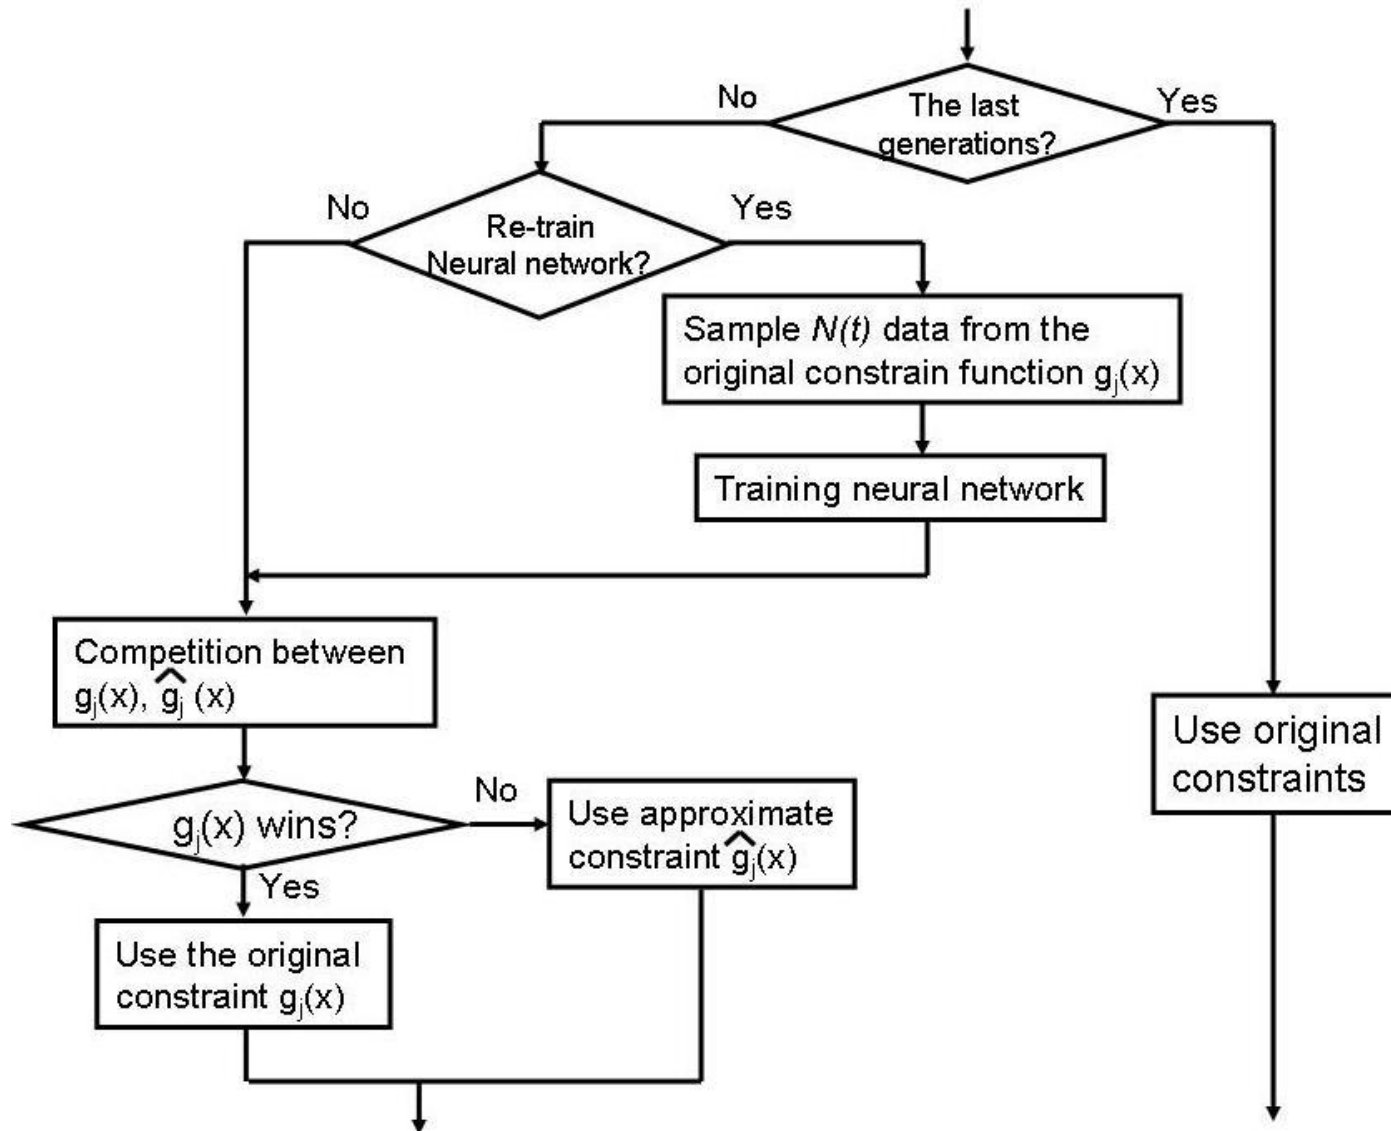 The last
generations?
No
Yes
Re-train
Neural network?
No
Yes
Sample N(t) data from the
original constrain function gⱼ(x)
Training neural network
Competition between
gⱼ(x), ĝⱼ (x)
gⱼ(x) wins?
No
Yes
Use approximate
constraint ĝⱼ(x)
Use the original
constraint gⱼ(x)
Use original
constraints